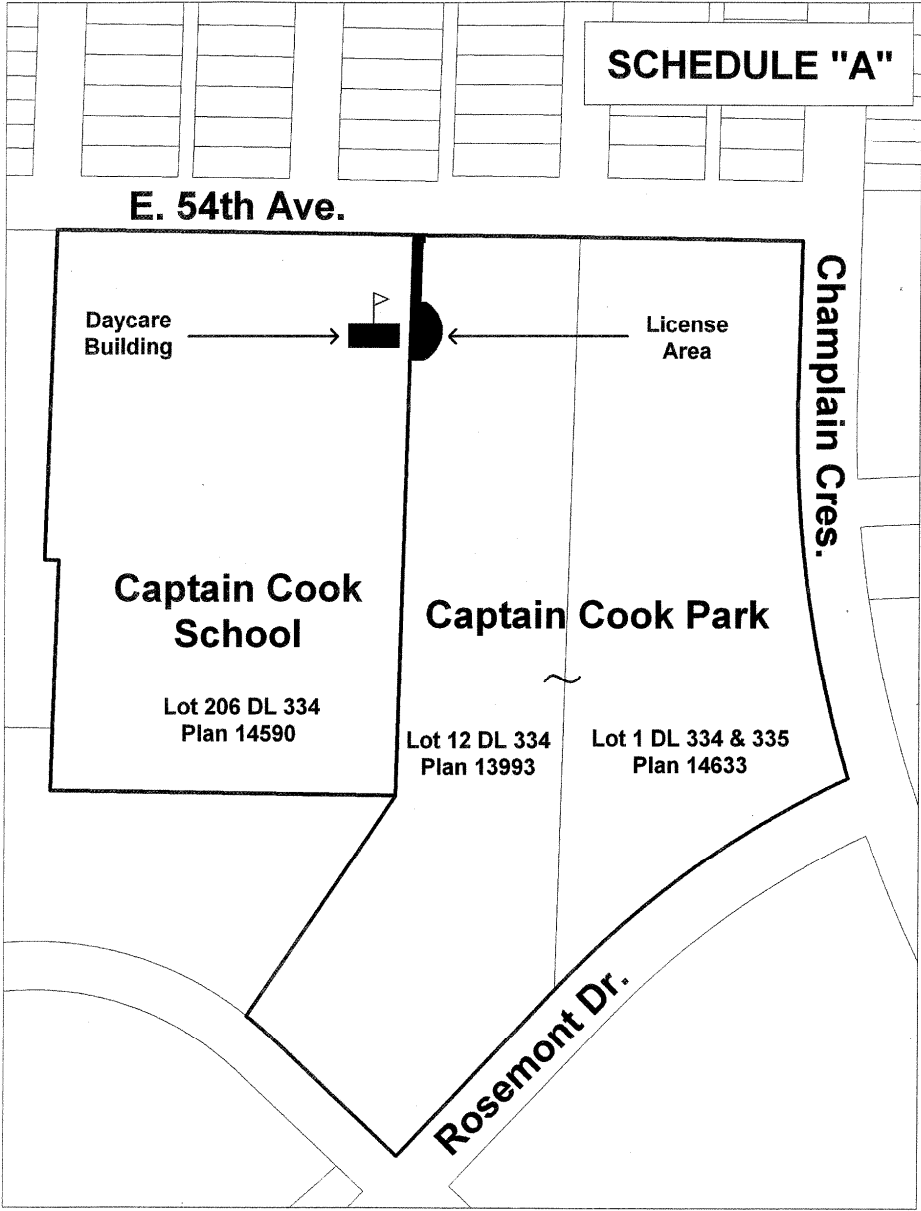 SCHEDULE "A"
E. 54th Ave.
Champlain Cres.
Daycare
Building
License
Area
Captain Cook
School
Captain Cook Park
Lot 206 DL 334
Plan 14590
Lot 12 DL 334
Plan 13993
Lot 1 DL 334 & 335
Plan 14633
Rosemont Dr.